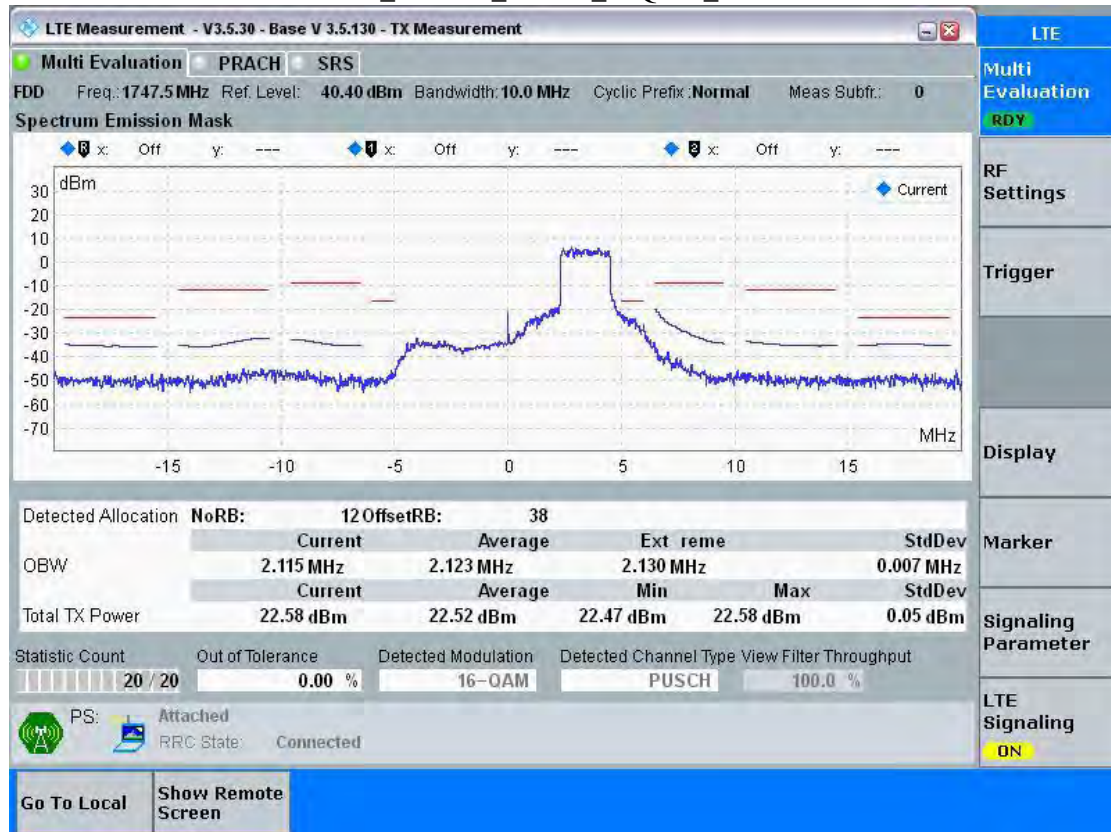 LTE Measurement - V3.5.30 - Base V 3.5.130 - TX Measurement
Multi Evaluation PRACH SRS
FDD Freq.: 1747.5 MHz Ref. Level: 40.40 dBm Bandwidth: 10.0 MHz Cyclic Prefix : Normal Meas Subfr.: 0
Spectrum Emission Mask
R x: Off y: --- 1 x: Off y: --- 2 x: Off y: ---
dBm
Current
30
20
10
0
-10
-20
-30
-40
-50
-60
-70
MHz
-15 -10 -5 0 5 10 15
Detected Allocation NoRB: 12 OffsetRB: 38
Current Average Ext reme StdDev
OBW 2.115 MHz 2.123 MHz 2.130 MHz 0.007 MHz
Current Average Min Max StdDev
Total TX Power 22.58 dBm 22.52 dBm 22.47 dBm 22.58 dBm 0.05 dBm
Statistic Count Out of Tolerance Detected Modulation Detected Channel Type View Filter Throughput
20 / 20 0.00 % 16-QAM PUSCH 100.0 %
PS: Attached
RRC State: Connected
Go To Local
Show Remote
Screen
LTE
Multi
Evaluation
RDY
RF
Settings
Trigger
Display
Marker
Signaling
Parameter
LTE
Signaling
ON